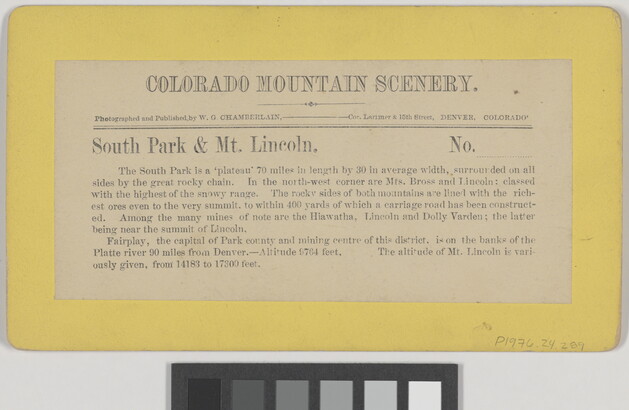 COLORADO MOUNTAIN SCENERY.
Photographed and Published by W. G. CHAMBERLAIN, Cor. Larimer & 15th Street, DENVER, COLORADO
South Park & Mt. Lincoln. No.
The South Park is a 'plateau' 70 miles in length by 30 in average width, surrounded on all
sides by the great rocky chain. In the north-west corner are Mts. Bross and Lincoln; classed
with the highest of the snowy range. The rocky sides of both mountains are lined with the rich-
est ores even to the very summit, to within 400 yards of which a carriage road has been construct-
ed. Among the many mines of note are the Hiawatha, Lincoln and Dolly Varden; the latter
being near the summit of Lincoln.
Fairplay, the capital of Park county and mining centre of this district, is on the banks of the
Platte river 90 miles from Denver.—Altitude 9764 feet, The altitude of Mt. Lincoln is vari-
ously given, from 14183 to 17300 feet.
P1976.24.289